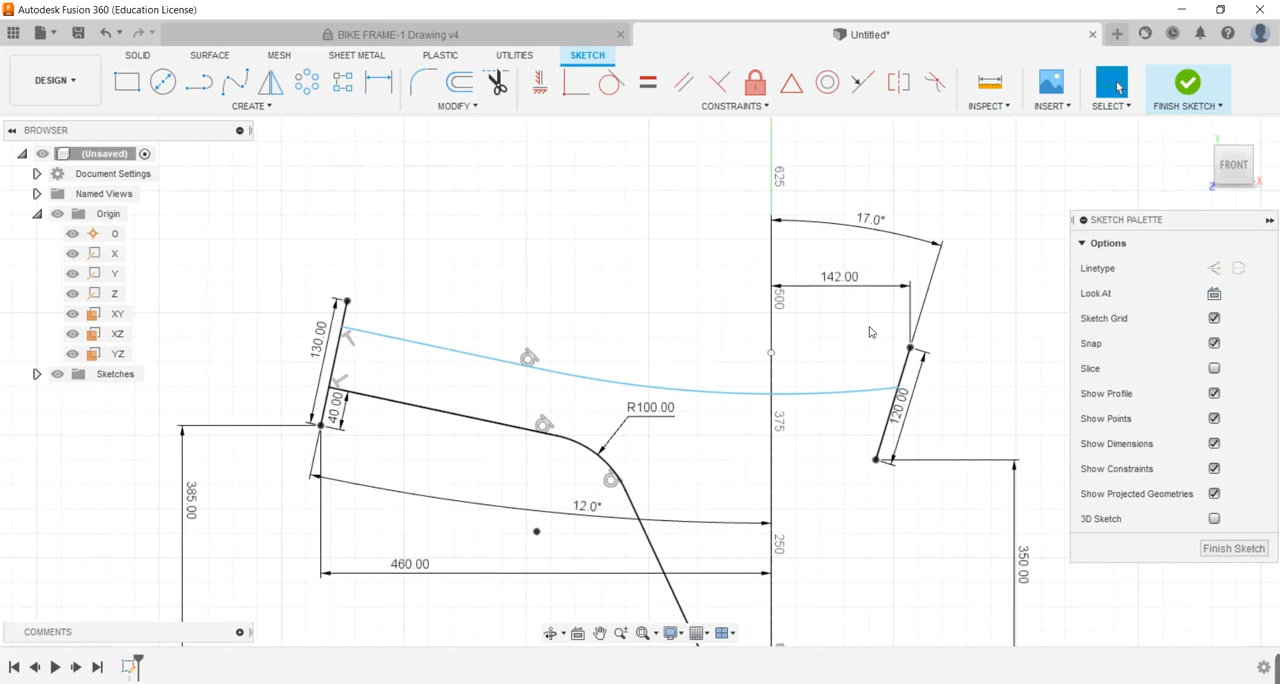 Autodesk Fusion 360 (Education License)
BIKE FRAME-1 Drawing v4
Untitled*
SOLID SURFACE MESH SHEET METAL PLASTIC UTILITIES SKETCH
DESIGN
CREATE MODIFY CONSTRAINTS INSPECT INSERT SELECT FINISH SKETCH
BROWSER
(Unsaved)
Document Settings
Named Views
Origin
O
X
Y
Z
XY
XZ
YZ
Sketches
625
17.0°
142.00
500
130.00
40.00
R100.00
375
120.00
385.00
12.0°
250
460.00
350.00
Y
FRONT
X
Z
SKETCH PALETTE
Options
Linetype
Look At
Sketch Grid
Snap
Slice
Show Profile
Show Points
Show Dimensions
Show Constraints
Show Projected Geometries
3D Sketch
Finish Sketch
COMMENTS